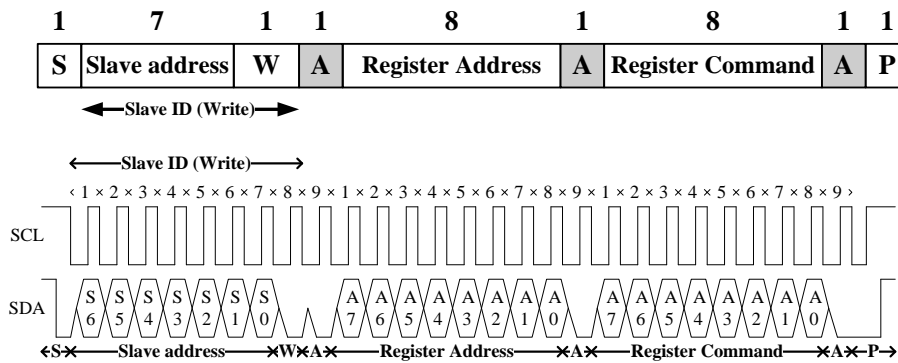 1 7 1 1 8 1 8 1 1
S Slave address W A Register Address A Register Command A P
Slave ID (Write)
Slave ID (Write)
‹ 1 × 2 × 3 × 4 × 5 × 6 × 7 × 8 × 9 × 1 × 2 × 3 × 4 × 5 × 6 × 7 × 8 × 9 × 1 × 2 × 3 × 4 × 5 × 6 × 7 × 8 × 9 ›
SCL
SDA S6 S5 S4 S3 S2 S1 S0 A7 A6 A5 A4 A3 A2 A1 A0 A7 A6 A5 A4 A3 A2 A1 A0
S Slave address W A Register Address A Register Command A P